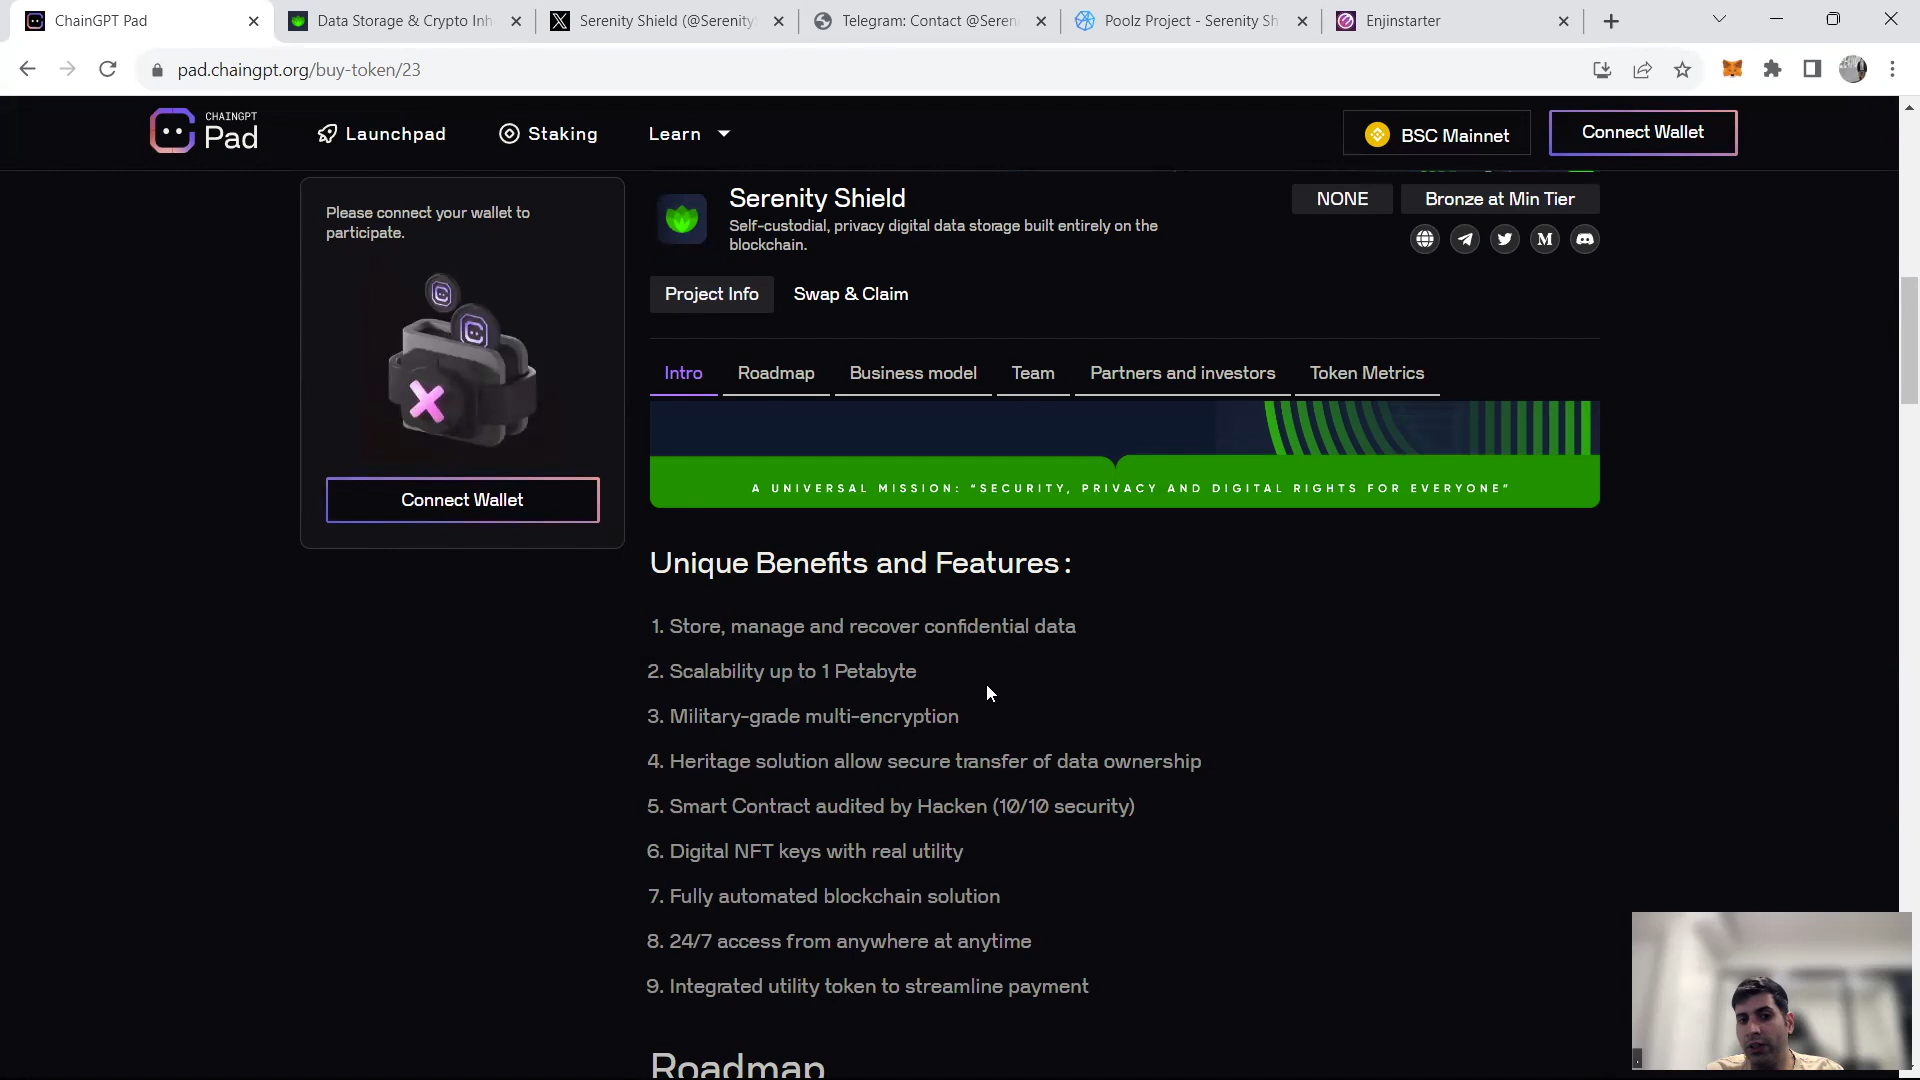 ChainGPT Pad
Data Storage & Crypto Inh
Serenity Shield (@Serenity
Telegram: Contact @Seren
Poolz Project - Serenity Sh
Enjinstarter
pad.chaingpt.org/buy-token/23
CHAINGPT
Pad
Launchpad
Staking
Learn
BSC Mainnet
Connect Wallet
Please connect your wallet to
participate.
Connect Wallet
Serenity Shield
Self-custodial, privacy digital data storage built entirely on the
blockchain.
NONE
Bronze at Min Tier
Project Info
Swap & Claim
Intro
Roadmap
Business model
Team
Partners and investors
Token Metrics
A UNIVERSAL MISSION: "SECURITY, PRIVACY AND DIGITAL RIGHTS FOR EVERYONE"
Unique Benefits and Features:
1. Store, manage and recover confidential data
2. Scalability up to 1 Petabyte
3. Military-grade multi-encryption
4. Heritage solution allow secure transfer of data ownership
5. Smart Contract audited by Hacken (10/10 security)
6. Digital NFT keys with real utility
7. Fully automated blockchain solution
8. 24/7 access from anywhere at anytime
9. Integrated utility token to streamline payment
Roadmap